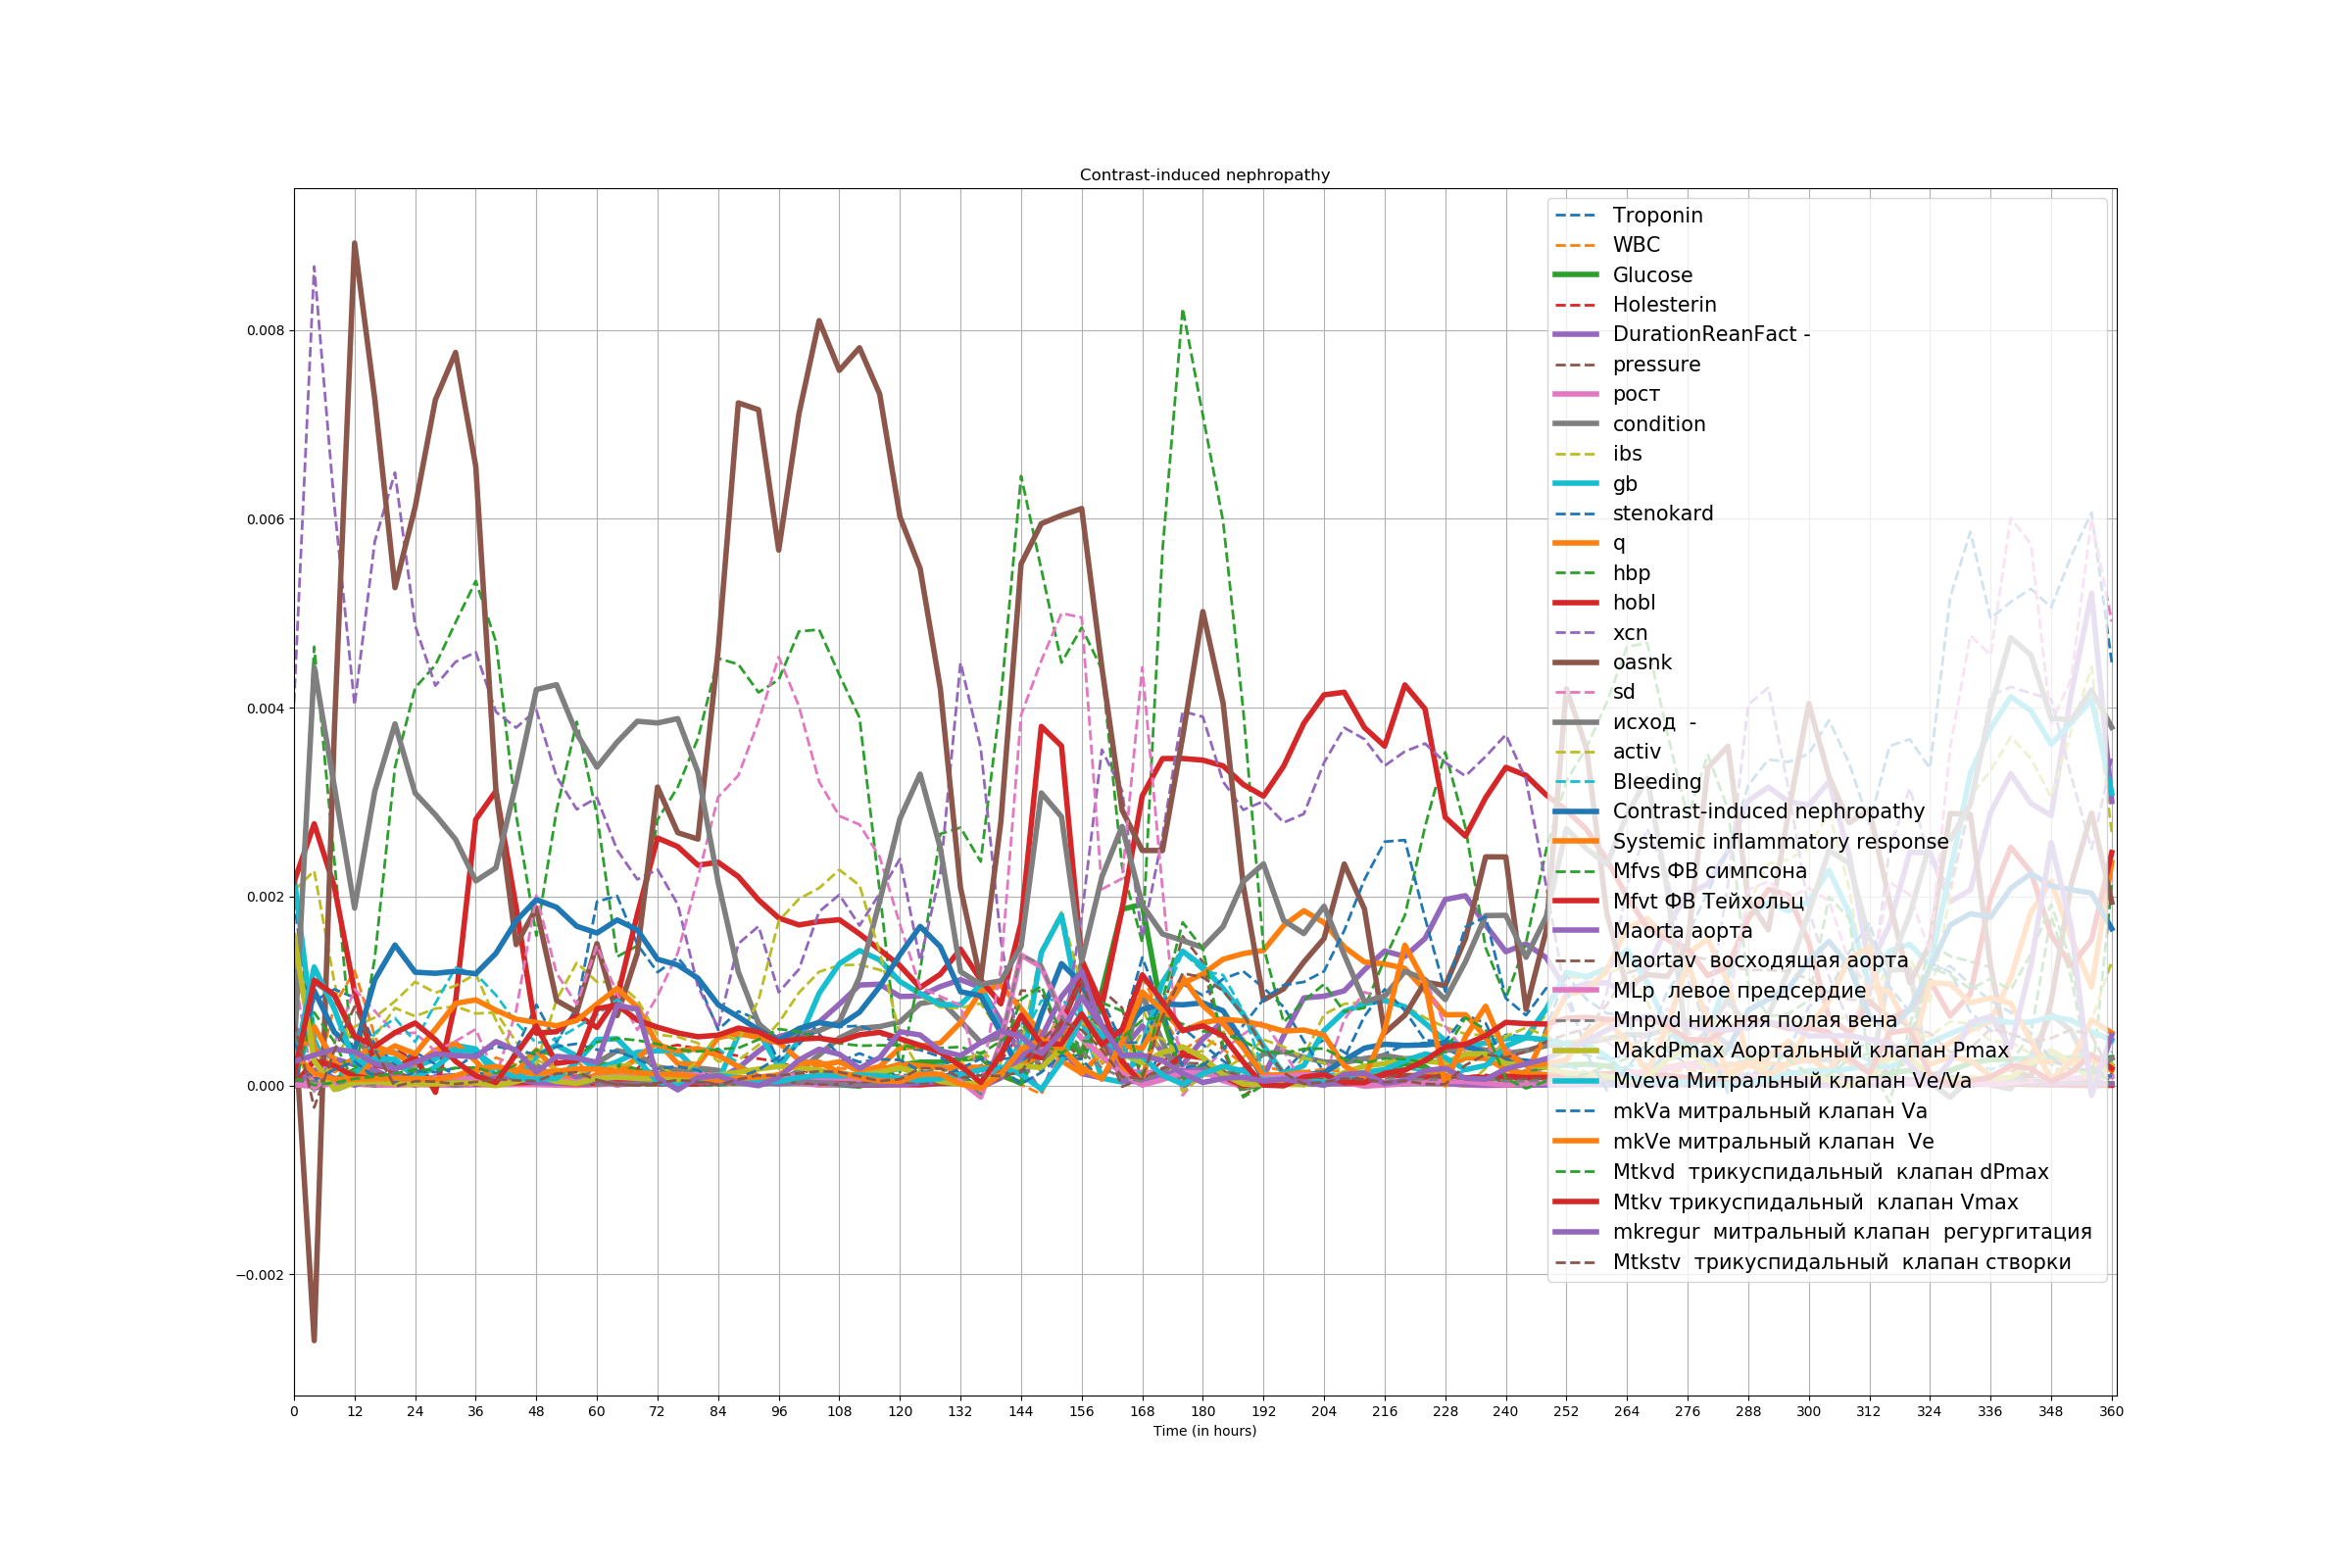 Contrast-induced nephropathy
0.008
0.006
0.004
0.002
0.000
−0.002
Troponin
WBC
Glucose
Holesterin
DurationReanFact -
pressure
рост
condition
ibs
gb
stenokard
q
hbp
hobl
xcn
oasnk
sd
исход  -
activ
Bleeding
Contrast-induced nephropathy
Systemic inflammatory response
Mfvs ФВ симпсона
Mfvt ФВ Тейхольц
Maorta аорта
Maortav  восходящая аорта
MLp  левое предсердие
Mnpvd нижняя полая вена
MakdPmax Аортальный клапан Pmax
Mveva Митральный клапан Ve/Va
mkVa митральный клапан Va
mkVe митральный клапан  Ve
Mtkvd  трикуспидальный  клапан dPmax
Mtkv трикуспидальный  клапан Vmax
mkregur  митральный клапан  регургитация
Mtkstv  трикуспидальный  клапан створки
0 12 24 36 48 60 72 84 96 108 120 132 144 156 168 180 192 204 216 228 240 252 264 276 288 300 312 324 336 348 360
Time (in hours)